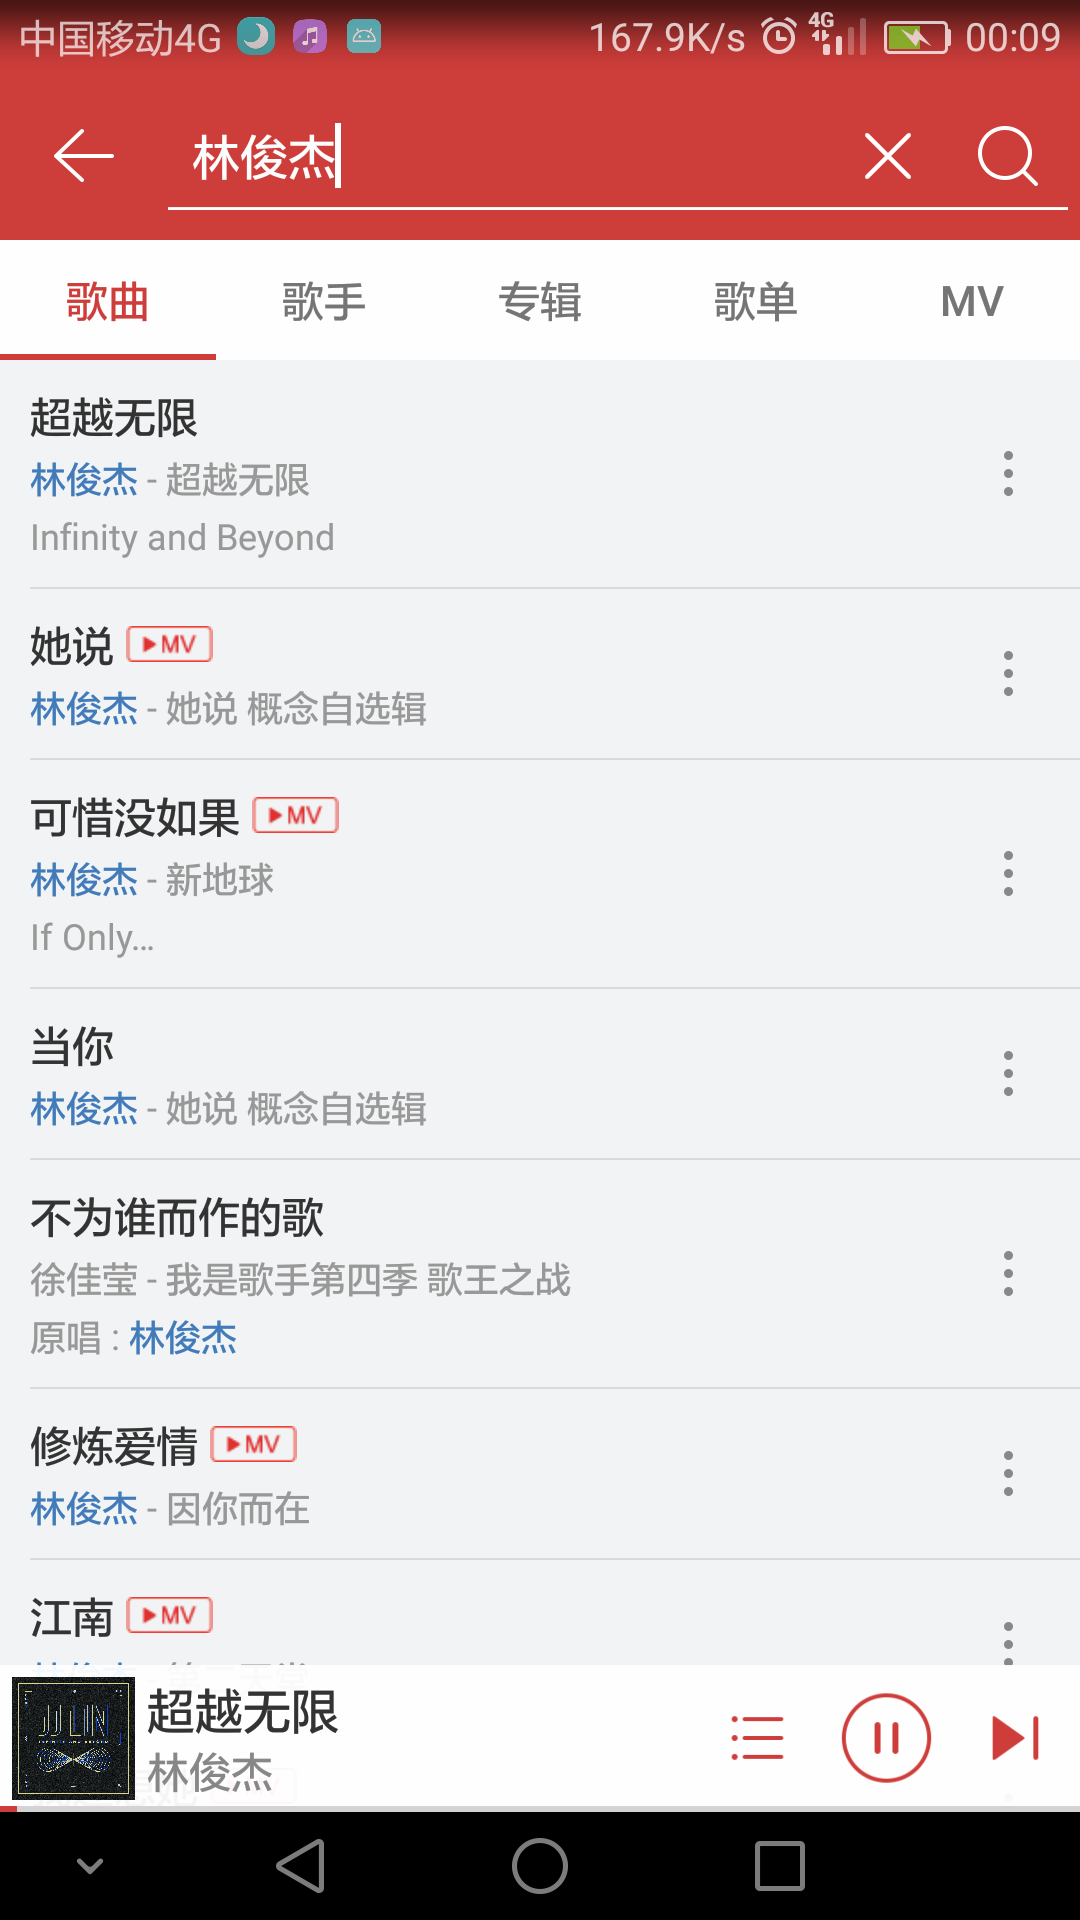 中国移动4G 167.9K/s 4G 00:09
林俊杰
歌曲 歌手 专辑 歌单 MV
超越无限
林俊杰 - 超越无限
Infinity and Beyond
她说 MV
林俊杰 - 她说 概念自选辑
可惜没如果 MV
林俊杰 - 新地球
If Only...
当你
林俊杰 - 她说 概念自选辑
不为谁而作的歌
徐佳莹 - 我是歌手第四季 歌王之战
原唱 : 林俊杰
修炼爱情 MV
林俊杰 - 因你而在
江南 MV
JJ LIN
超越无限
林俊杰